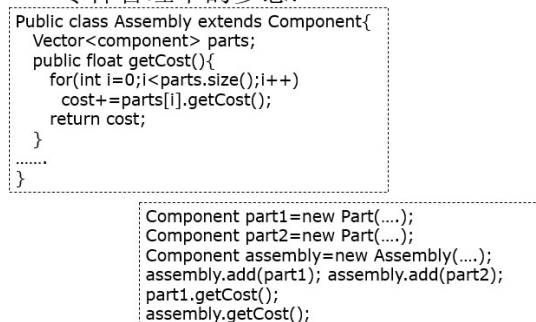 Public class Assembly extends Component{
Vector<component> parts;
public float getCost(){
for(int i=0;i<parts.size();i++)
cost+=parts[i].getCost();
return cost;
}
.......
}
Component part1=new Part(....);
Component part2=new Part(....);
Component assembly=new Assembly(....);
assembly.add(part1); assembly.add(part2);
part1.getCost();
assembly.getCost();